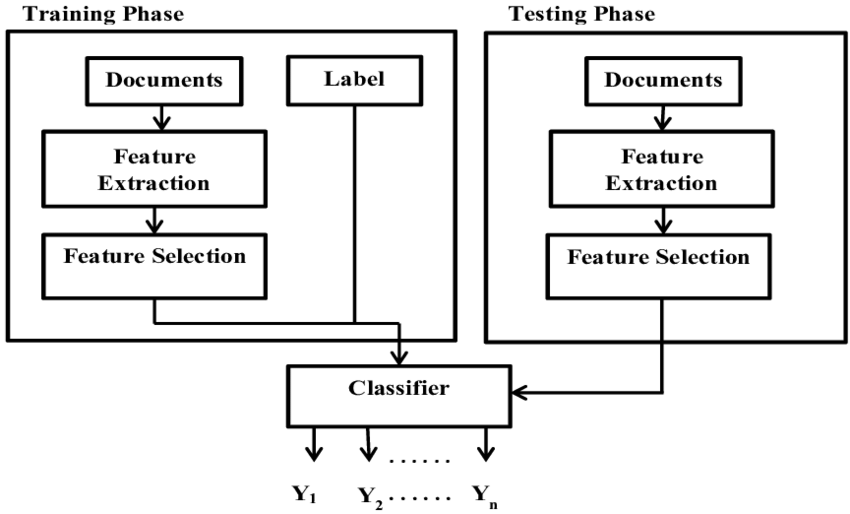 Training Phase
Documents
Label
Feature
Extraction
Feature Selection
Testing Phase
Documents
Feature
Extraction
Feature Selection
Classifier
......
Y1 Y2 ...... Yn